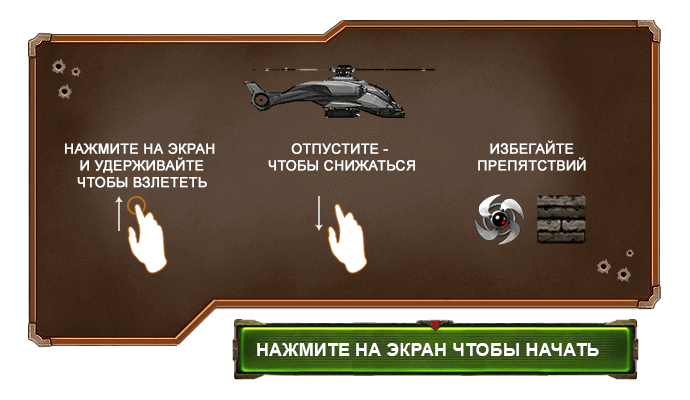 НАЖМИТЕ НА ЭКРАН
И УДЕРЖИВАЙТЕ
ЧТОБЫ ВЗЛЕТЕТЬ
ОТПУСТИТЕ -
ЧТОБЫ СНИЖАТЬСЯ
ИЗБЕГАЙТЕ
ПРЕПЯТСТВИЙ
НАЖМИТЕ НА ЭКРАН ЧТОБЫ НАЧАТЬ